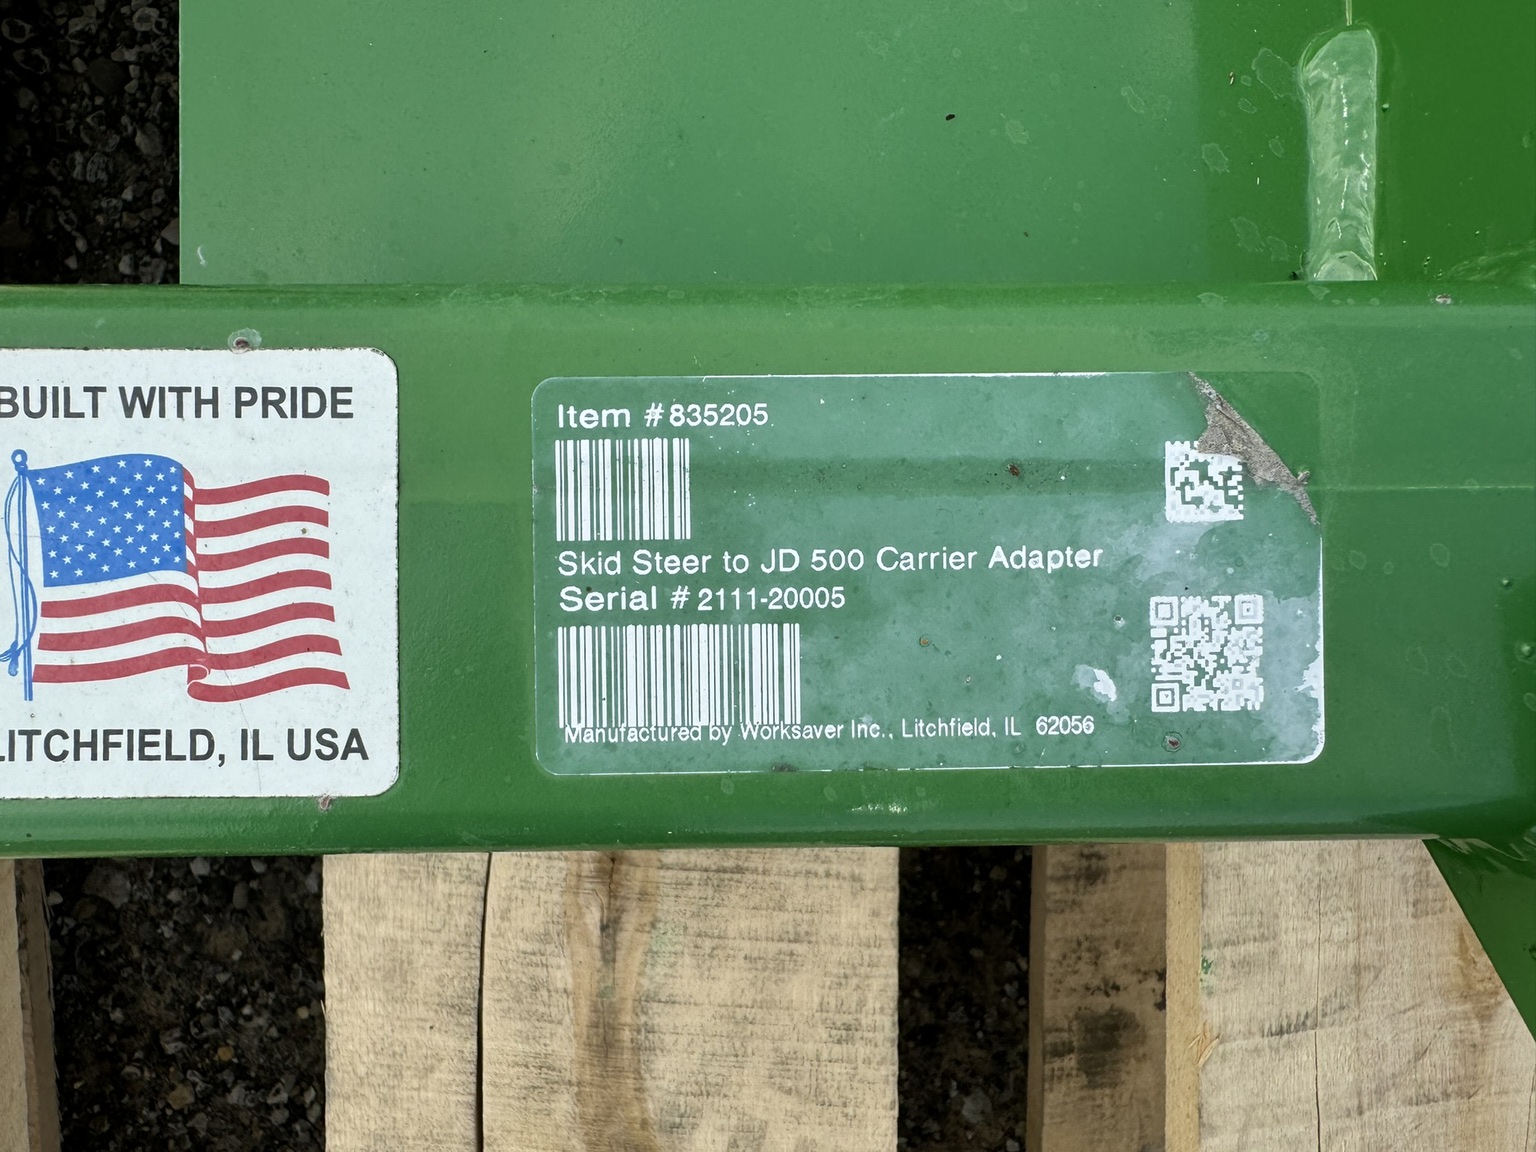 BUILT WITH PRIDE
LITCHFIELD, IL USA
Item # 835205
Skid Steer to JD 500 Carrier Adapter
Serial # 2111-20005
Manufactured by Worksaver Inc., Litchfield, IL 62056